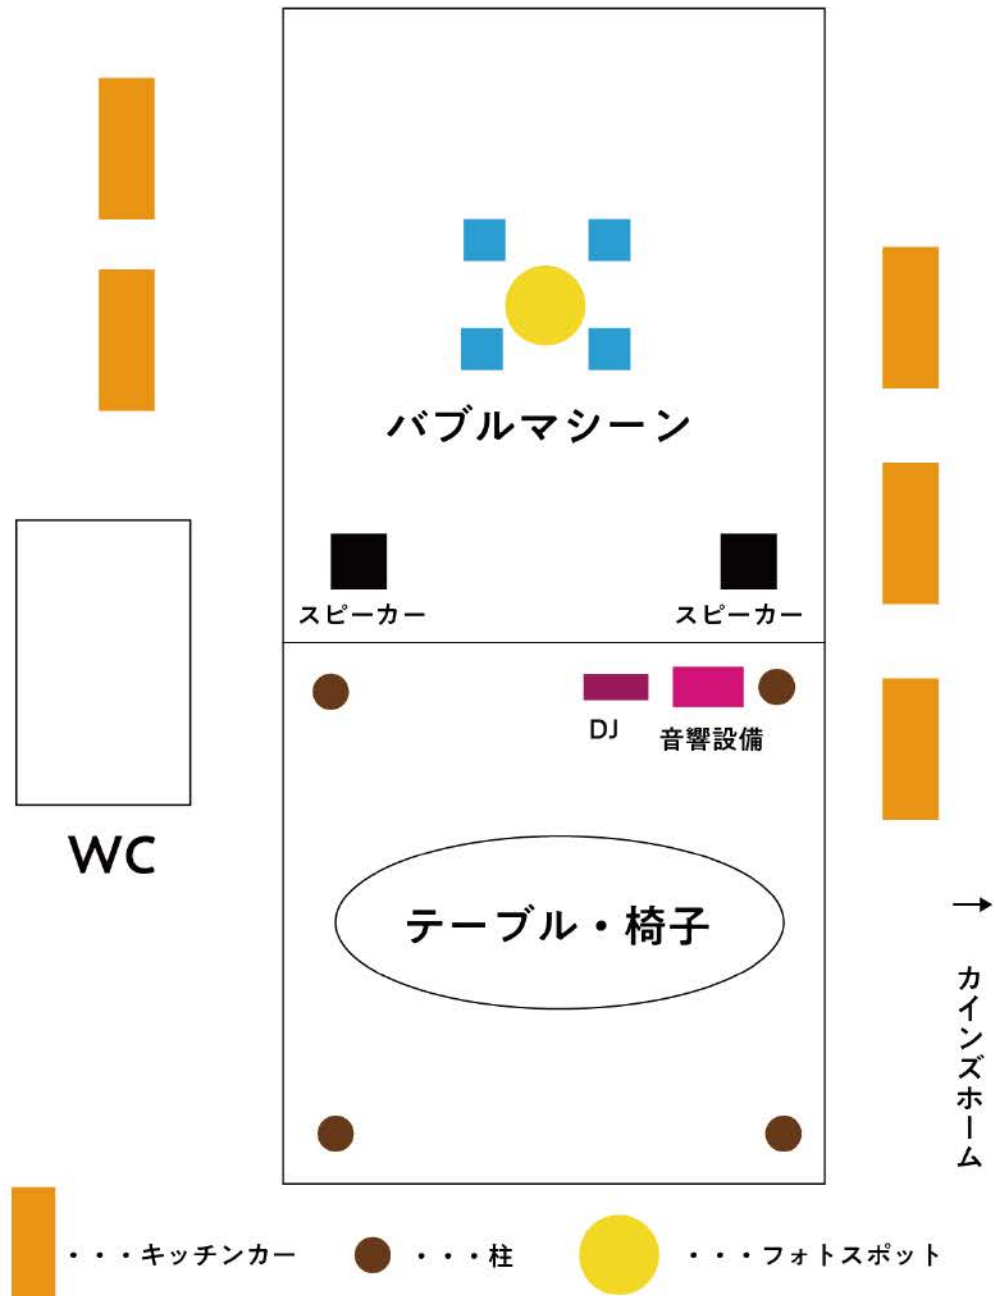 バブルマシーン
スピーカー
スピーカー
DJ
音響設備
WC
テーブル・椅子
→
カインズホーム
・・・キッチンカー
・・・柱
・・・フォトスポット